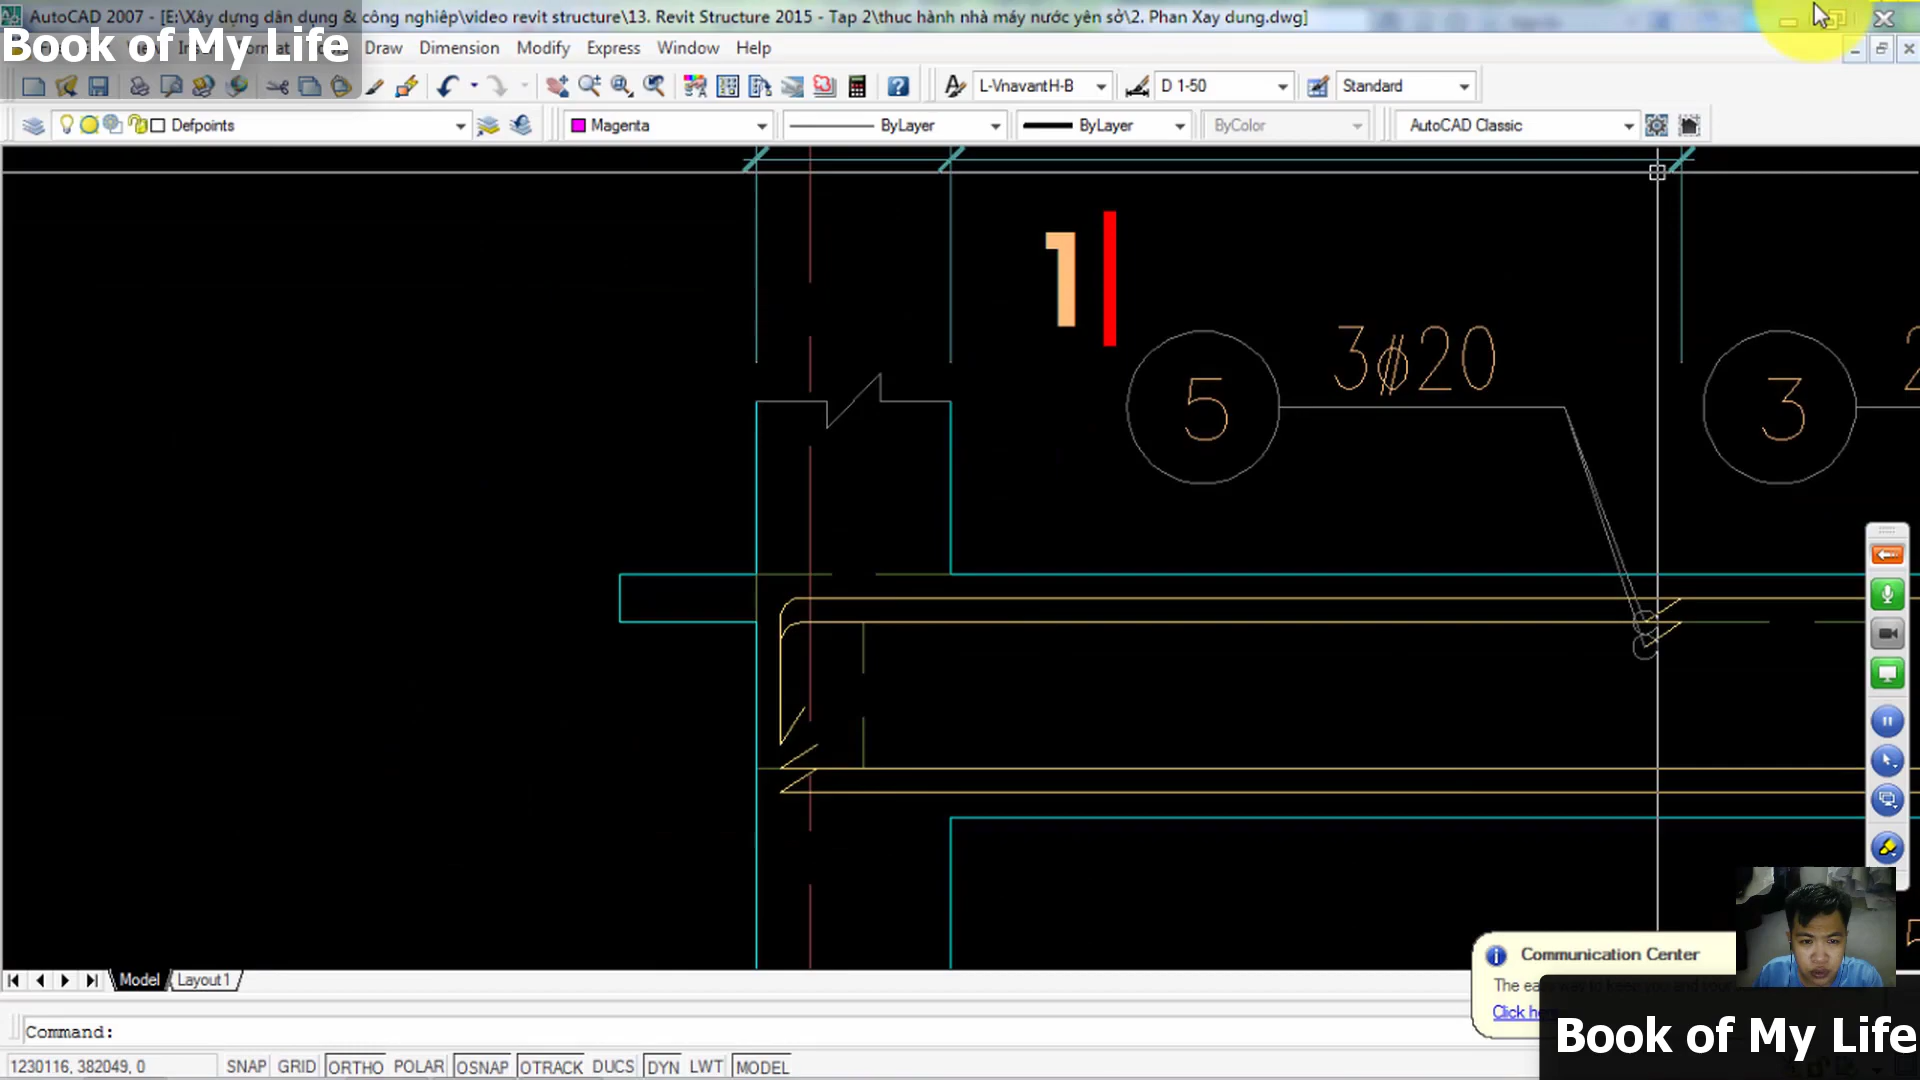 AutoCAD 2007 - [E:\Xây dựng dân dụng & công nghiêp\video revit structure\13. Revit Structure 2015 - Tap 2\thuc hành nhà máy nước yên sở\2. Phan Xay dung.dwg]
Book of My Life
Draw Dimension Modify Express Window Help
L-VnavantH-B D 1-50 Standard
Defpoints Magenta ByLayer ByLayer ByColor AutoCAD Classic
1
3ø20
5
3
Communication Center
Click
Model Layout1
Command:
Book of My Life
1230116, 382049, 0 SNAP GRID ORTHO POLAR OSNAP OTRACK DUCS DYN LWT MODEL